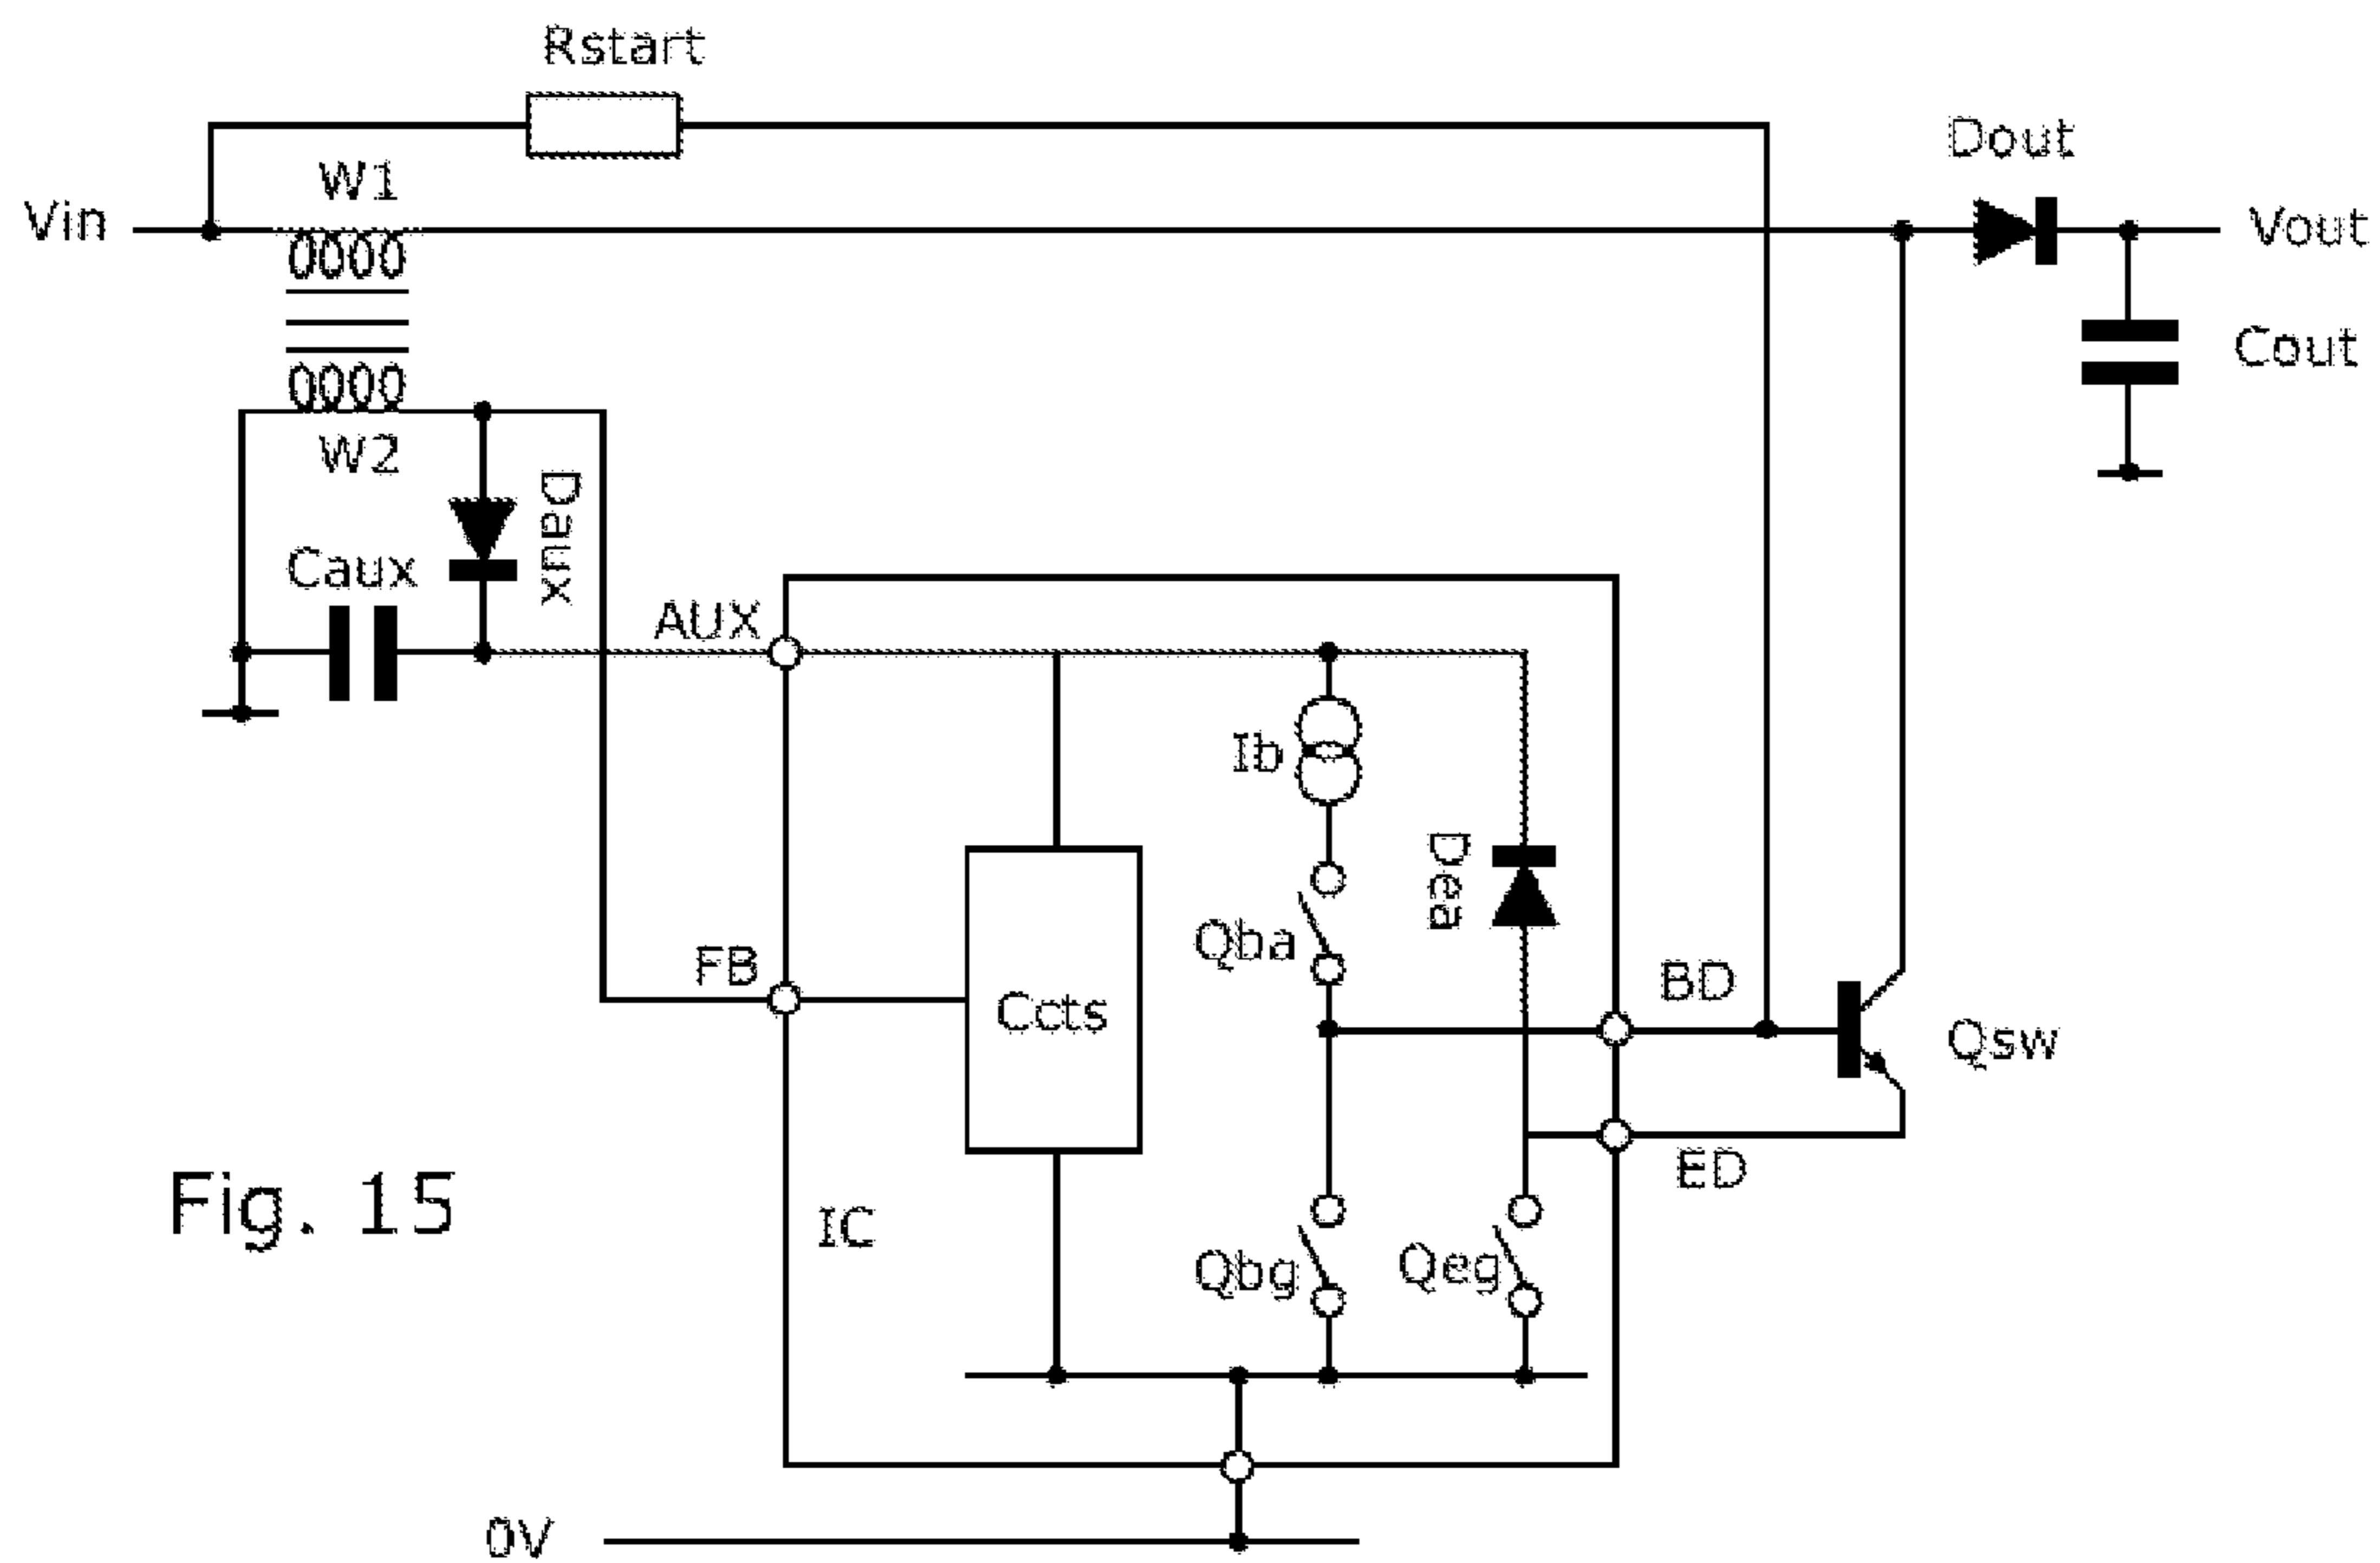 Rstart
Dout
W1
Vin
Vout
Cout
W2
Daux
Caux
AUX
Ib
Dea
Qba
FB
BD
Ccts
Qsw
ED
Fig. 15
IC
Qbg
Qeg
0V